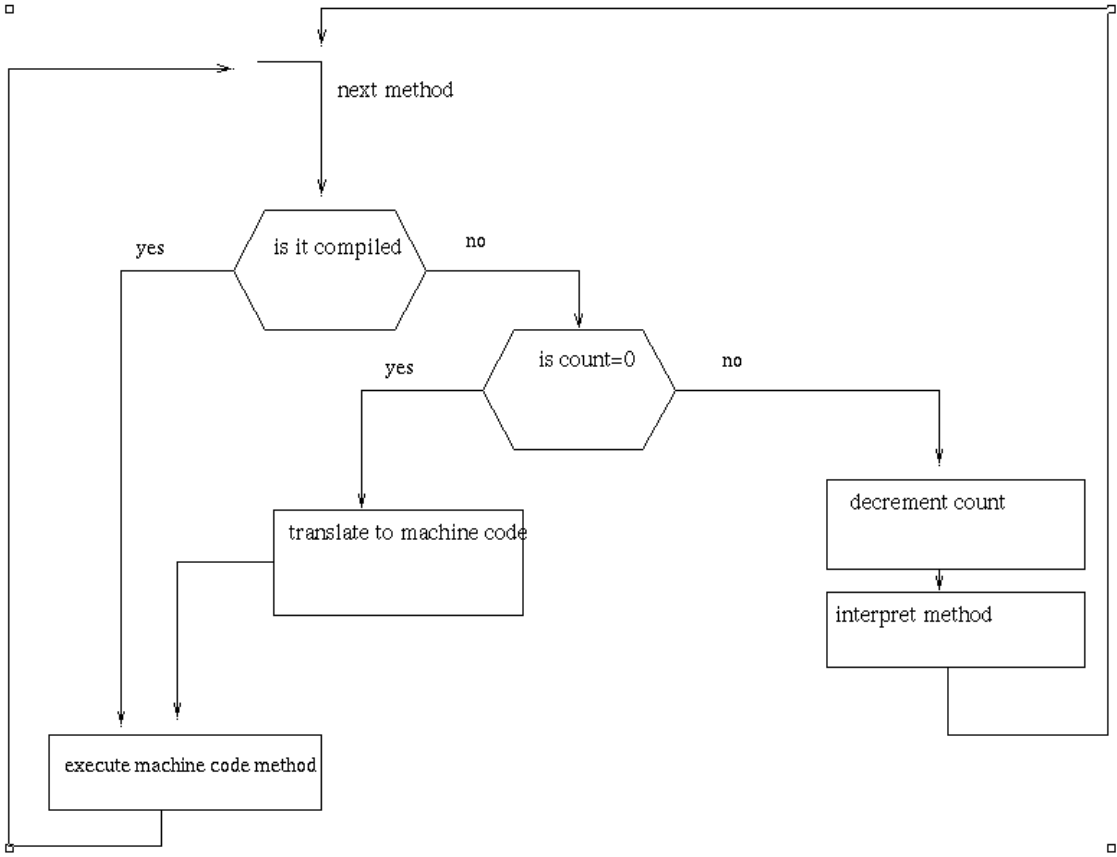 next method
is it compiled
yes
no
is count=0
yes
no
decrement count
translate to machine code
interpret method
execute machine code method